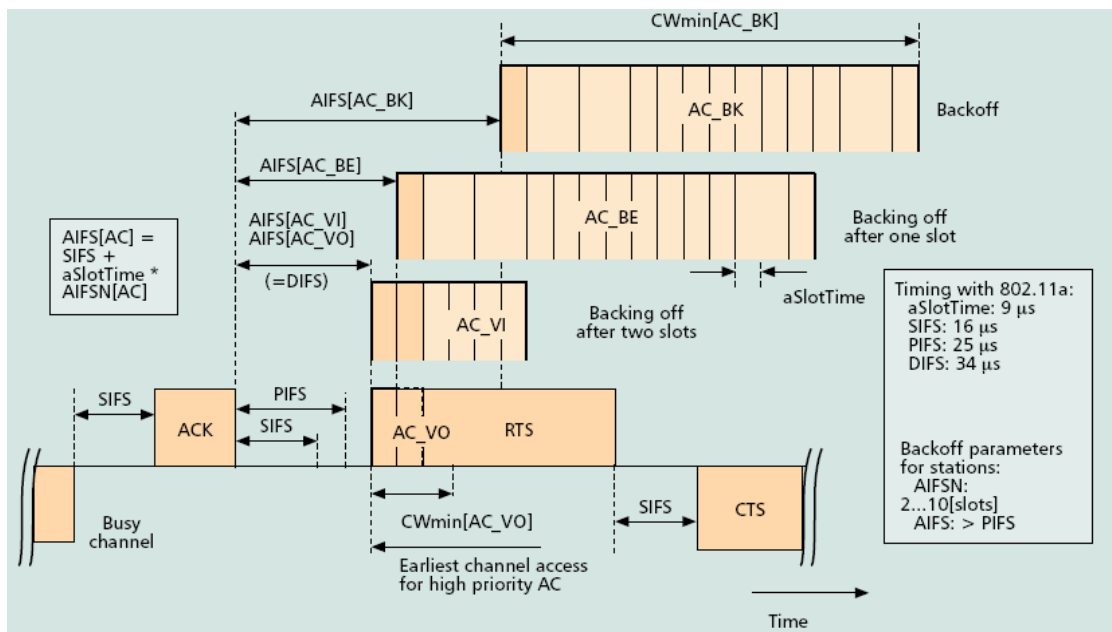 CWmin[AC_BK]
AIFS[AC_BK]
AC_BK
Backoff
AIFS[AC_BE]
AC_BE
Backing off
after one slot
AIFS[AC_VI]
AIFS[AC_VO]
(=DIFS)
AIFS[AC] =
SIFS +
aSlotTime *
AIFSN[AC]
aSlotTime
AC_VI
Backing off
after two slots
Timing with 802.11a:
aSlotTime: 9 μs
SIFS: 16 μs
PIFS: 25 μs
DIFS: 34 μs
Backoff parameters
for stations:
AIFSN:
2...10[slots]
AIFS: > PIFS
SIFS
ACK
PIFS
SIFS
AC_VO
RTS
Busy
channel
CWmin[AC_VO]
SIFS
CTS
Earliest channel access
for high priority AC
Time